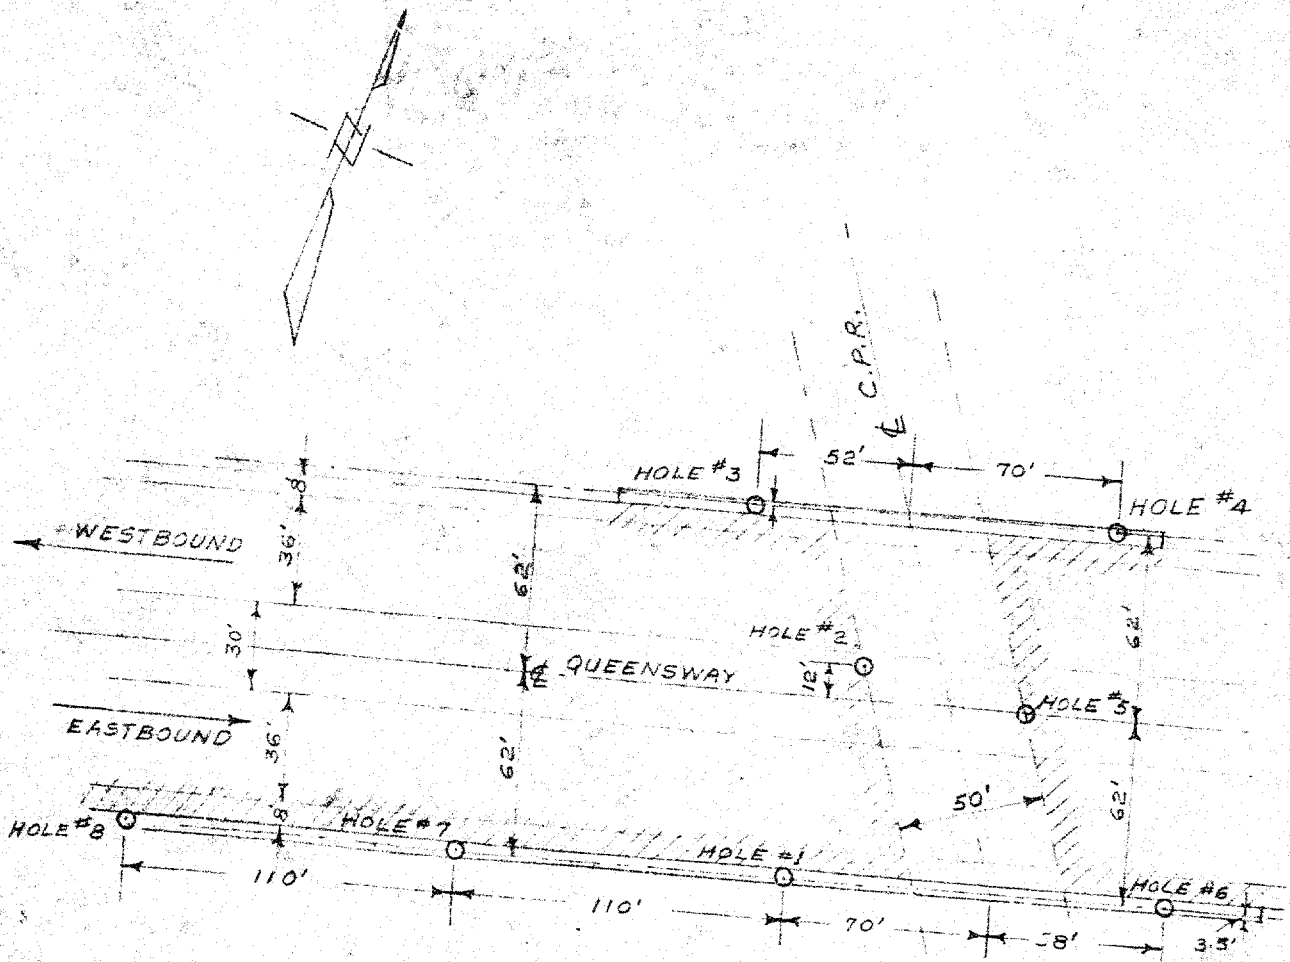 C.P.R.
℄
52'
70'
HOLE #3
HOLE #4
8'
WESTBOUND
36'
62'
62'
HOLE #2
30'
12'
℄ QUEENSWAY
HOLE #5
EASTBOUND
36'
62'
62'
50'
8'
HOLE #8
HOLE #7
HOLE #1
HOLE #6
110'
110'
70'
3.5'